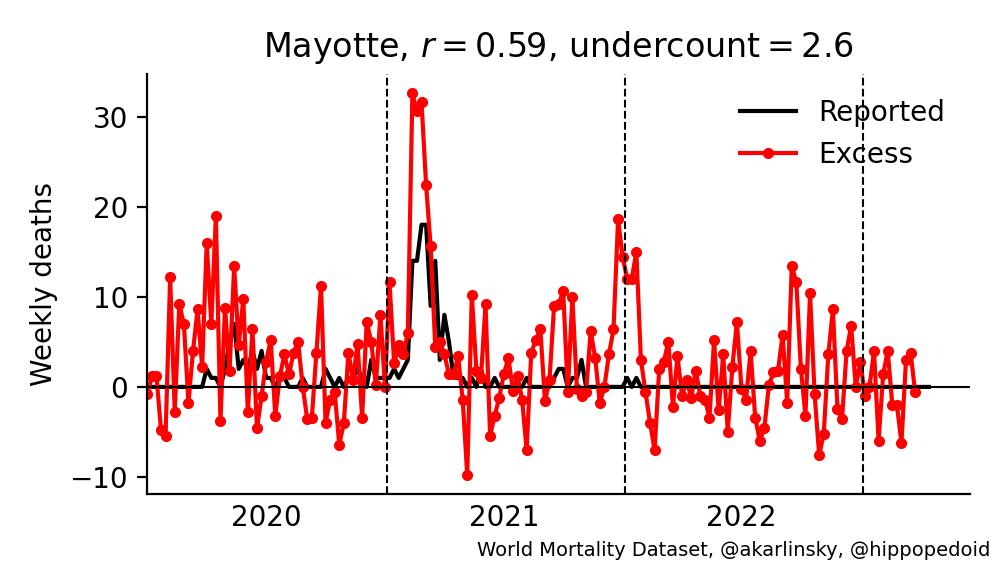 Mayotte, r = 0.59, undercount = 2.6
30
20
10
0
−10
Weekly deaths
Reported
Excess
2020 2021 2022
World Mortality Dataset, @akarlinsky, @hippopedoid